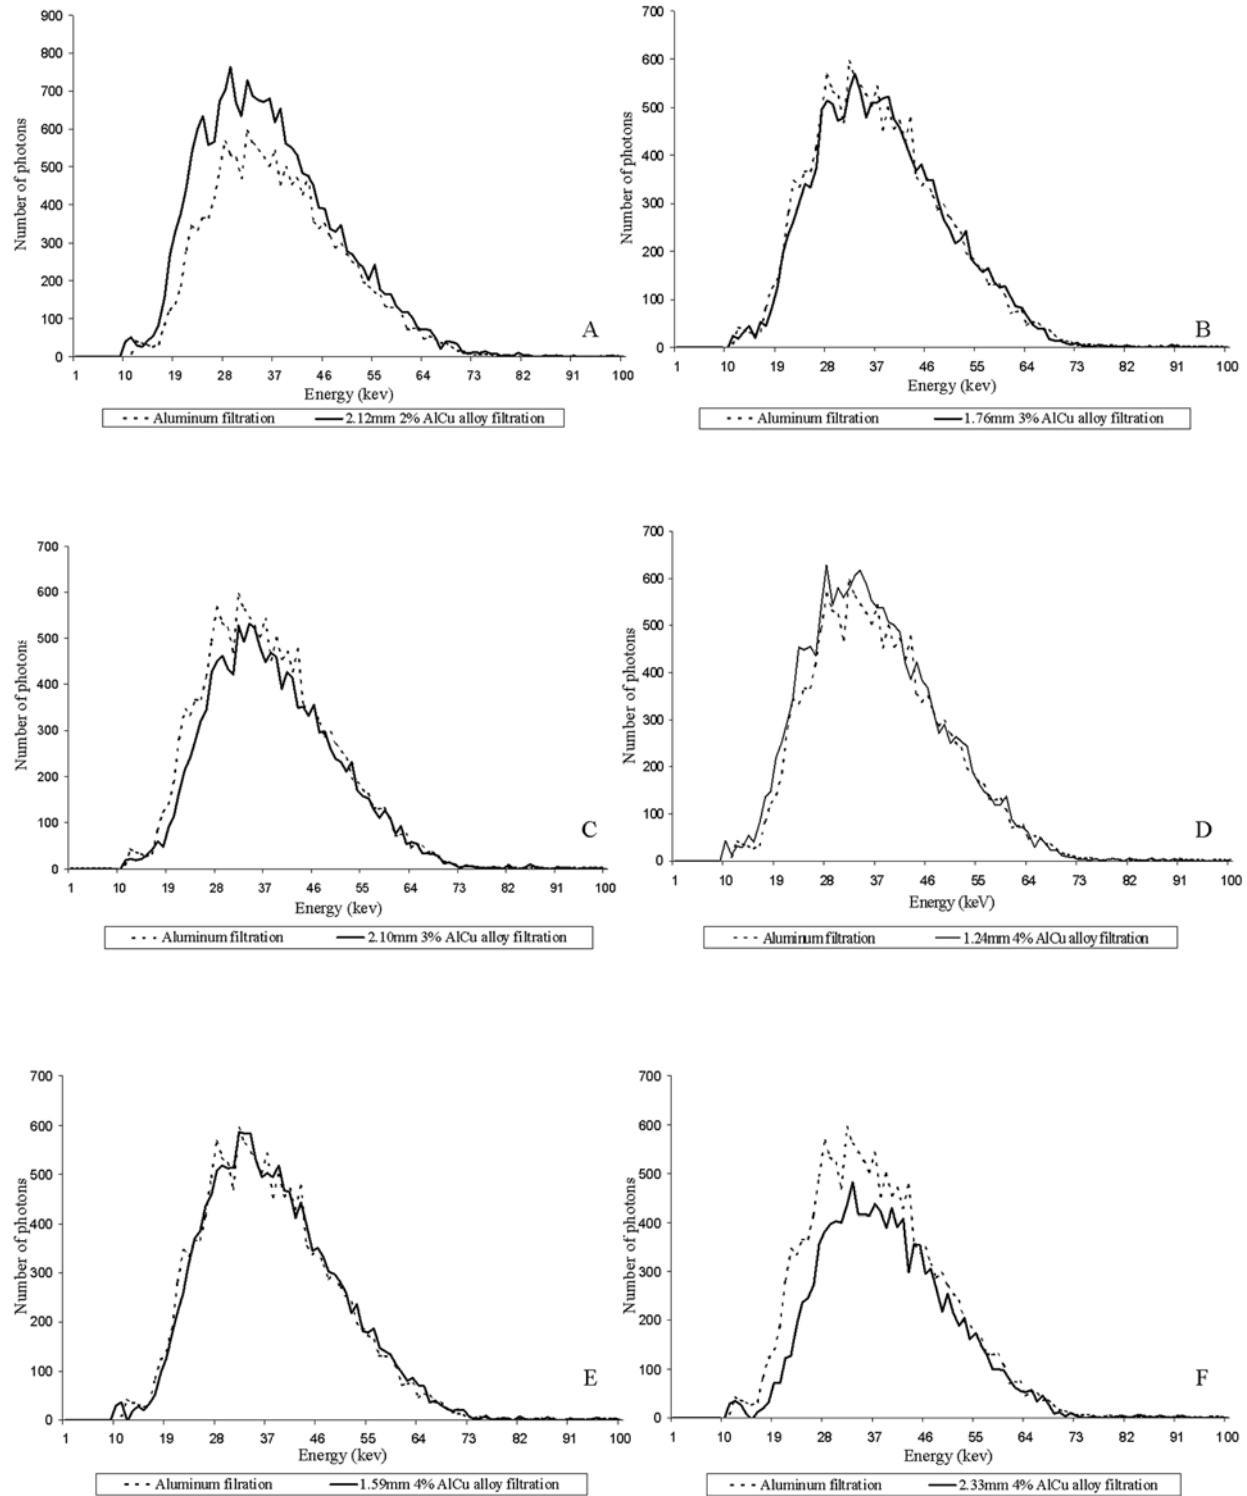 900
800
700
600
500
400
300
200
100
0
Number of photons
1 10 19 28 37 46 55 64 73 82 91 100
Energy (kev)
A
Aluminum filtration 2.12mm 2% AlCu alloy filtration
700
600
500
400
300
200
100
0
Number of photons
1 10 19 28 37 46 55 64 73 82 91 100
Energy (kev)
B
Aluminum filtration 1.76mm 3% AlCu alloy filtration
700
600
500
400
300
200
100
0
Number of photons
1 10 19 28 37 46 55 64 73 82 91 100
Energy (kev)
C
Aluminum filtration 2.10mm 3% AlCu alloy filtration
700
600
500
400
300
200
100
0
Number of photons
1 10 19 28 37 46 55 64 73 82 91 100
Energy (keV)
D
Aluminum filtration 1.24mm 4% AlCu alloy filtration
700
600
500
400
300
200
100
0
Number of photons
1 10 19 28 37 46 55 64 73 82 91 100
Energy (kev)
E
Aluminum filration 1.59mm 4% AlCu alloy filtration
700
600
500
400
300
200
100
0
Number of photons
1 10 19 28 37 46 55 64 73 82 91 100
Energy (kev)
F
Aluminum filtration 2.33mm 4% AlCu alloy filtration